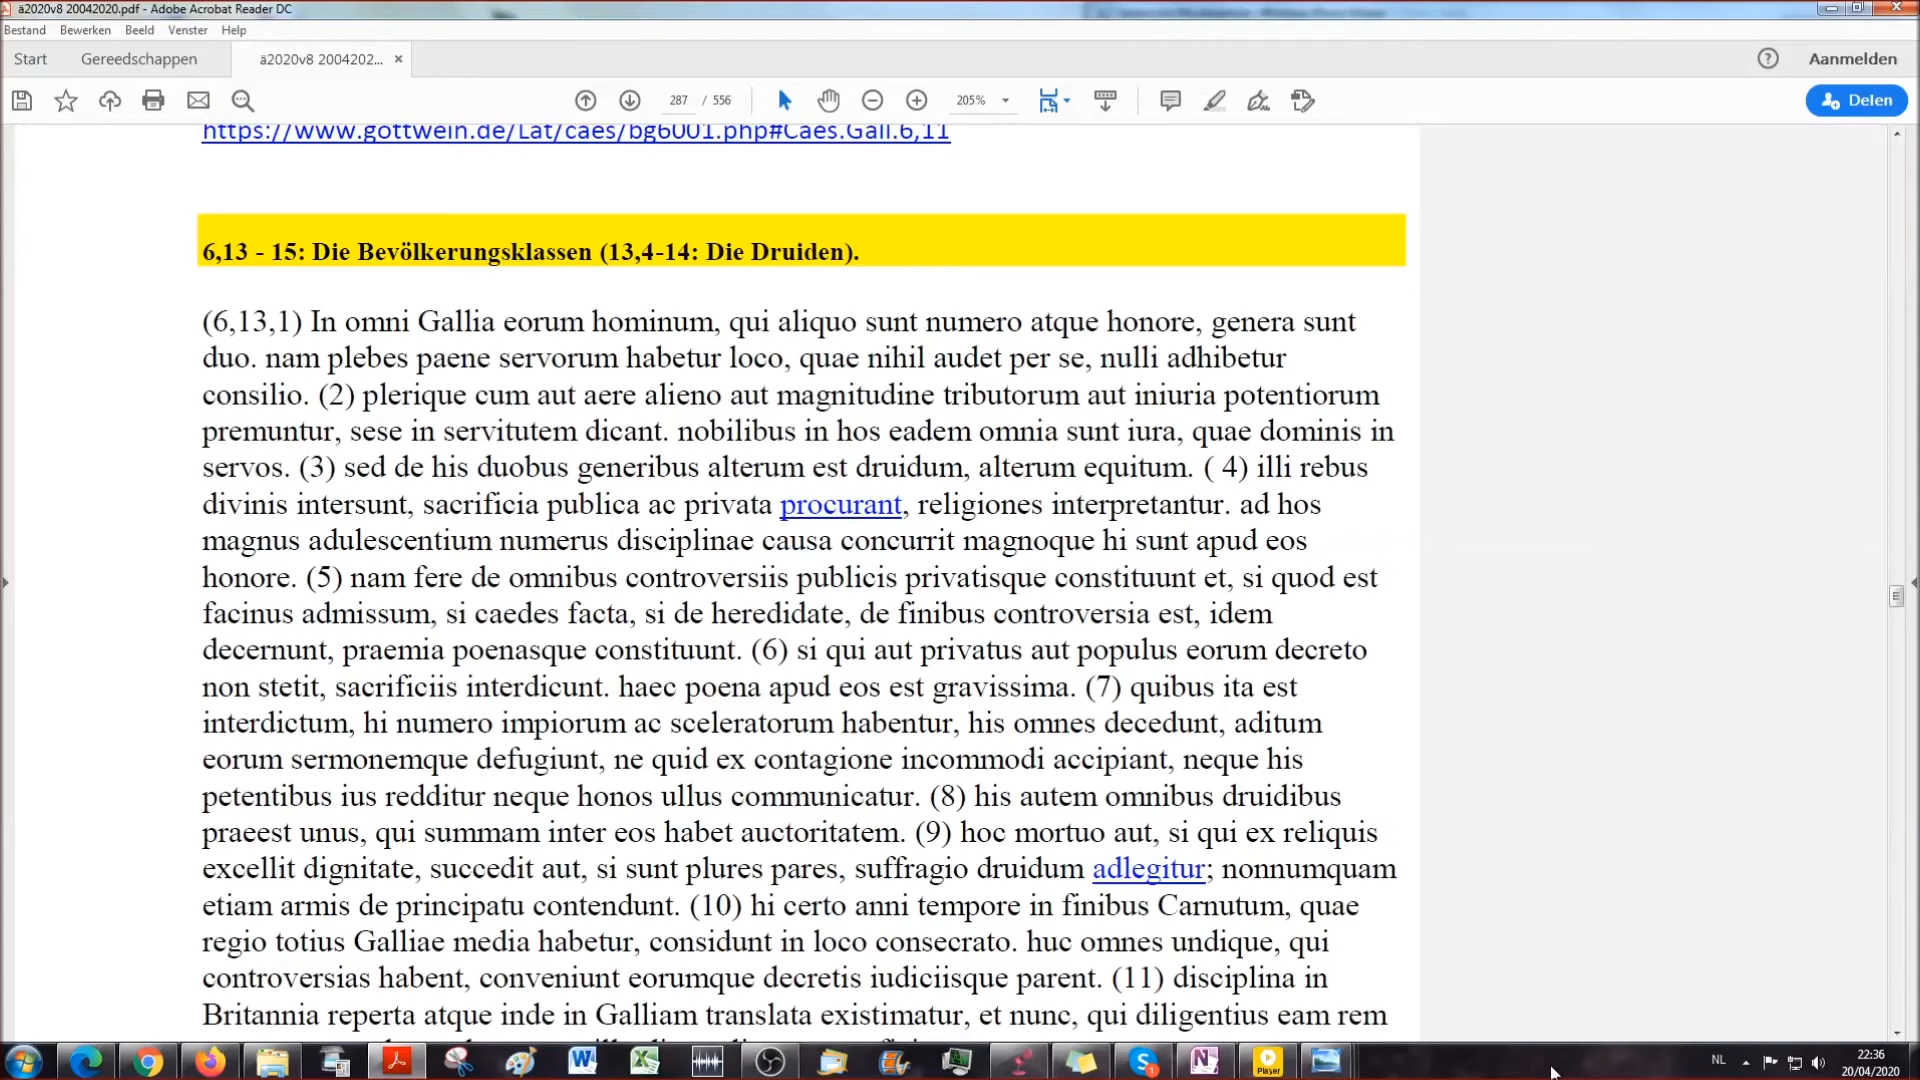 ä2020v8 20042020.pdf - Adobe Acrobat Reader DC
Bestand Bewerken Beeld Venster Help
Start Gereedschappen ä2020v8 2004202... × Aanmelden
287 / 556 205% Delen
https://www.gottwein.de/Lat/caes/bg6001.php#Caes.Gall.6,11
6,13 - 15: Die Bevölkerungsklassen (13,4-14: Die Druiden).
(6,13,1) In omni Gallia eorum hominum, qui aliquo sunt numero atque honore, genera sunt
duo. nam plebes paene servorum habetur loco, quae nihil audet per se, nulli adhibetur
consilio. (2) plerique cum aut aere alieno aut magnitudine tributorum aut iniuria potentiorum
premuntur, sese in servitutem dicant. nobilibus in hos eadem omnia sunt iura, quae dominis in
servos. (3) sed de his duobus generibus alterum est druidum, alterum equitum. ( 4) illi rebus
divinis intersunt, sacrificia publica ac privata procurant, religiones interpretantur. ad hos
magnus adulescentium numerus disciplinae causa concurrit magnoque hi sunt apud eos
honore. (5) nam fere de omnibus controversiis publicis privatisque constituunt et, si quod est
facinus admissum, si caedes facta, si de heredidate, de finibus controversia est, idem
decernunt, praemia poenasque constituunt. (6) si qui aut privatus aut populus eorum decreto
non stetit, sacrificiis interdicunt. haec poena apud eos est gravissima. (7) quibus ita est
interdictum, hi numero impiorum ac sceleratorum habentur, his omnes decedunt, aditum
eorum sermonemque defugiunt, ne quid ex contagione incommodi accipiant, neque his
petentibus ius redditur neque honos ullus communicatur. (8) his autem omnibus druidibus
praeest unus, qui summam inter eos habet auctoritatem. (9) hoc mortuo aut, si qui ex reliquis
excellit dignitate, succedit aut, si sunt plures pares, suffragio druidum adlegitur; nonnumquam
etiam armis de principatu contendunt. (10) hi certo anni tempore in finibus Carnutum, quae
regio totius Galliae media habetur, considunt in loco consecrato. huc omnes undique, qui
controversias habent, conveniunt eorumque decretis iudiciisque parent. (11) disciplina in
Britannia reperta atque inde in Galliam translata existimatur, et nunc, qui diligentius eam rem
NL 22:36
20/04/2020